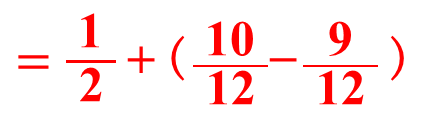 = 1/2 + ( 10/12 − 9/12 )